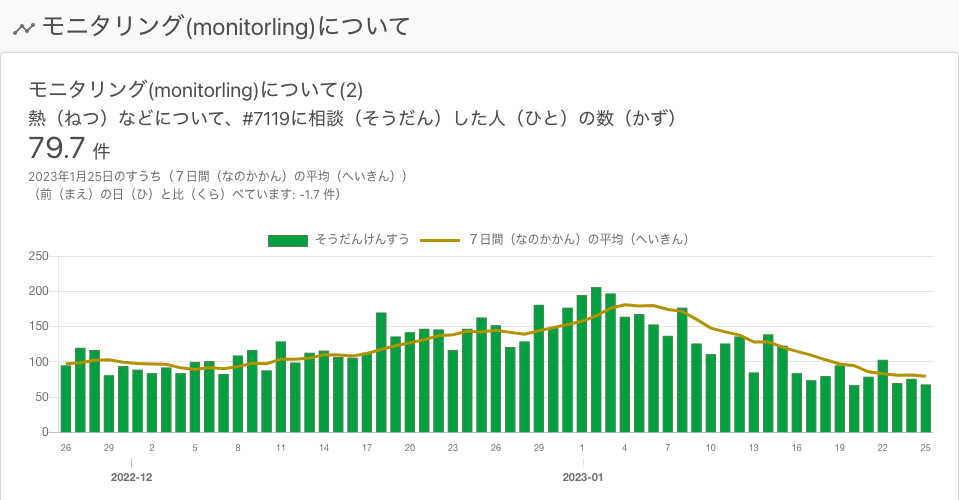 モニタリング(monitorling)について
モニタリング(monitorling)について(2)
熱（ねつ）などについて、#7119に相談（そうだん）した人（ひと）の数（かず）
79.7 件
2023年1月25日のすうち（７日間（なのかかん）の平均（へいきん））
（前（まえ）の日（ひ）と比（くら）べています: -1.7 件）
そうだんけんすう ７日間（なのかかん）の平均（へいきん）
250
200
150
100
50
0
26 29 2 5 8 11 14 17 20 23 26 29 1 4 7 10 13 16 19 22 25
2022-12 2023-01